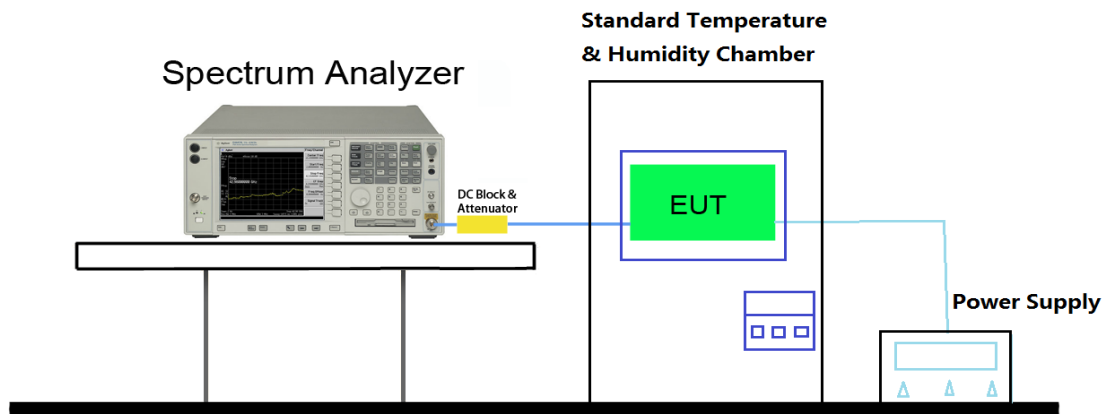 Standard Temperature
& Humidity Chamber
Spectrum Analyzer
DC Block &
Attenuator
EUT
Power Supply